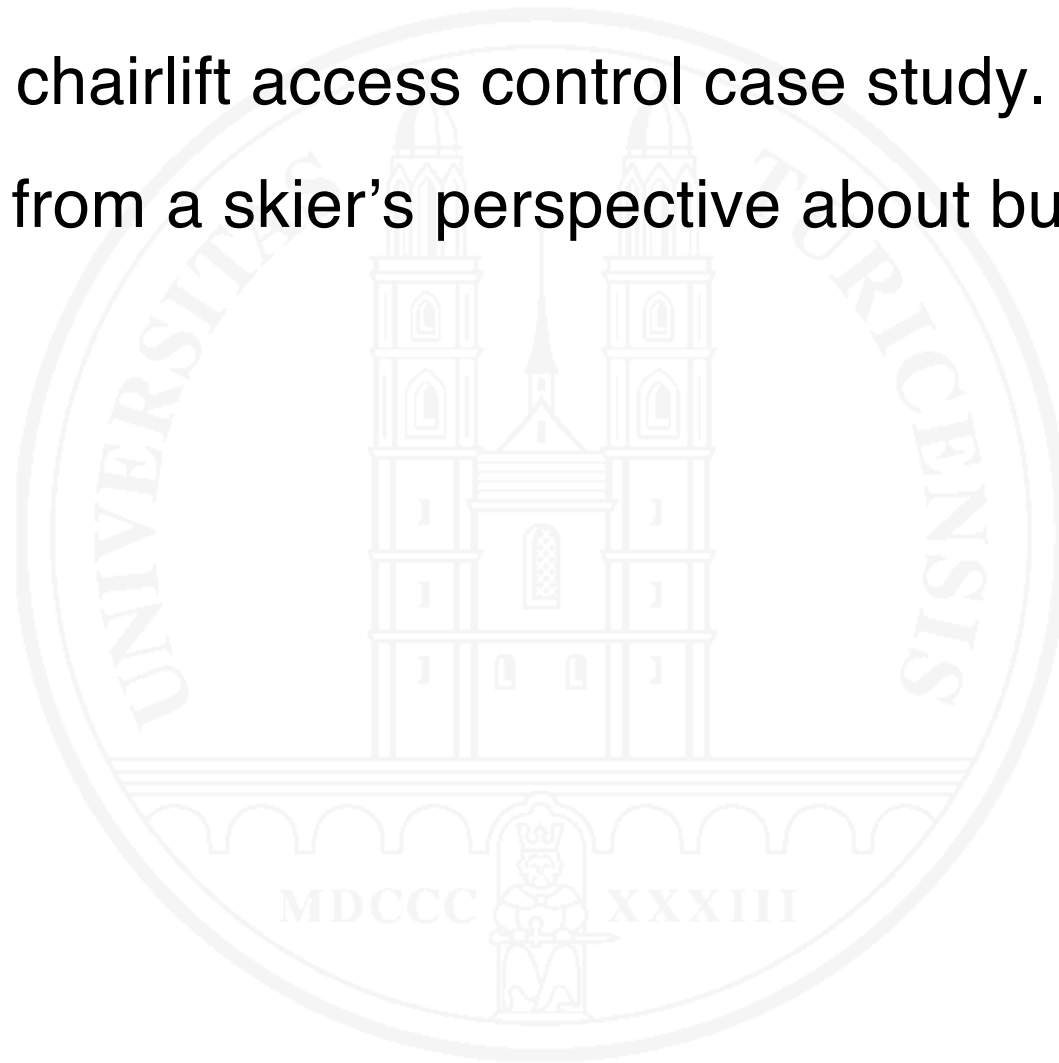 chairlift access control case study.
from a skier’s perspective about bu
UNIVERSITAS
TURICENSIS
MDCCC XXXIII